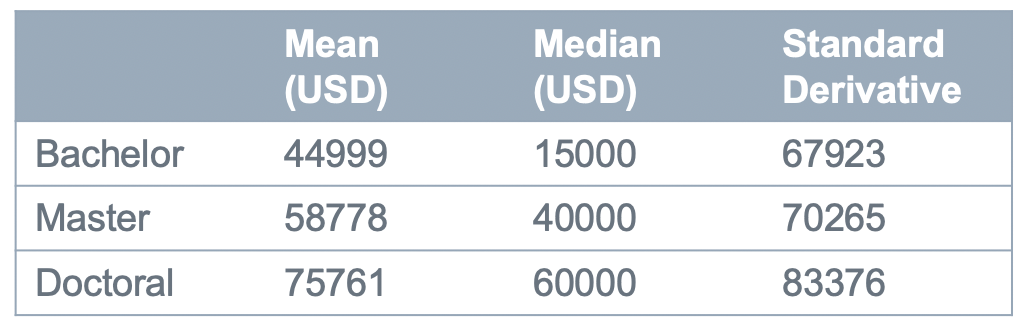 Mean (USD) Median (USD) Standard Derivative
Bachelor 44999 15000 67923
Master 58778 40000 70265
Doctoral 75761 60000 83376